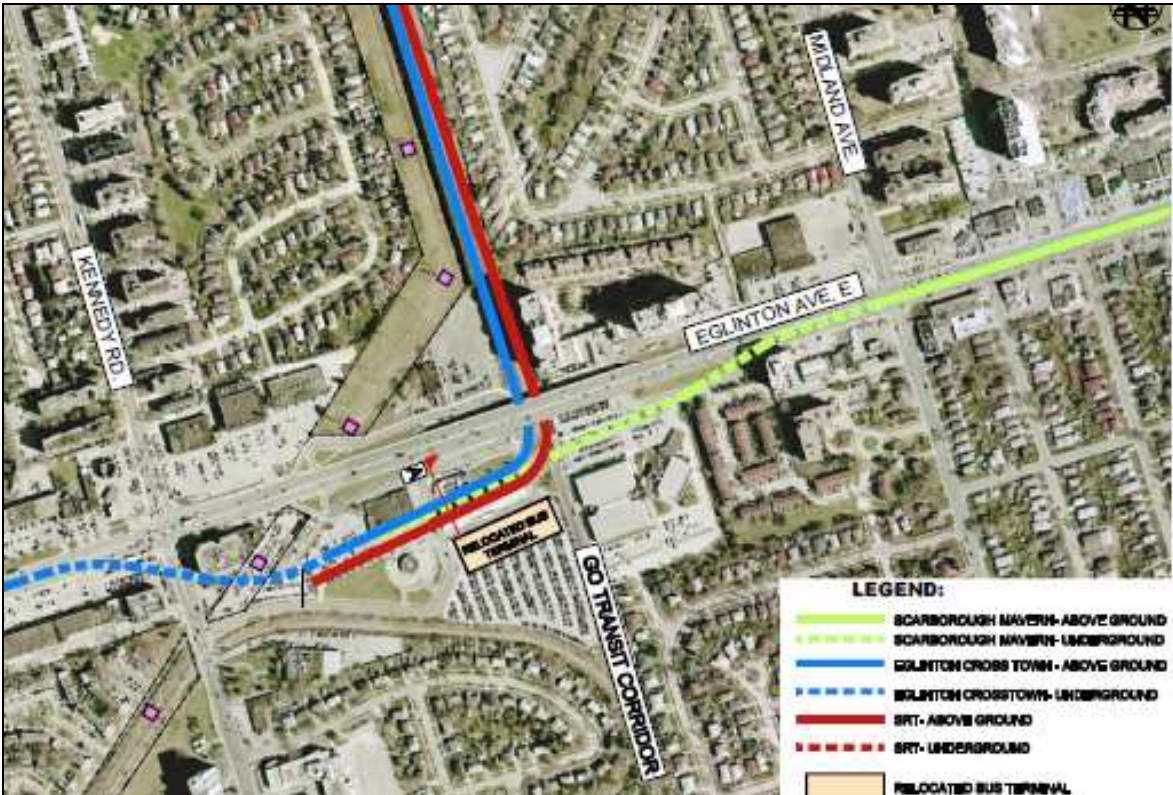 N
MIDLAND AVE
KENNEDY RD.
EGLINTON AVE. E
RELOCATED BUS
TERMINAL
GO TRANSIT CORRIDOR
LEGEND:
SCARBOROUGH MAVERN- ABOVE GROUND
SCARBOROUGH MAVERN- UNDERGROUND
EGLINTON CROSS TOWN - ABOVE GROUND
EGLINTON CROSSTOWN- UNDERGROUND
SRT- ABOVE GROUND
SRT- UNDERGROUND
RELOCATED BUS TERMINAL